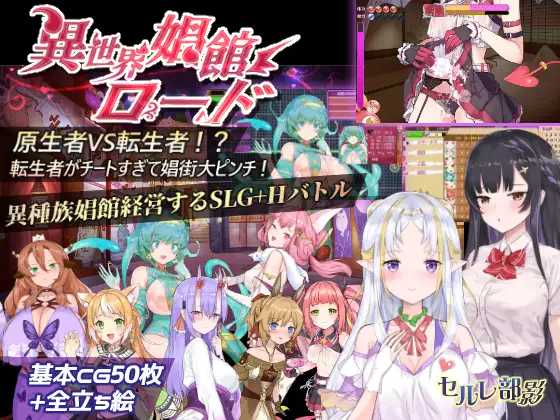 異世界娼館
ロード
原生者VS転生者！？
転生者がチートすぎて娼街大ピンチ！
異種族娼館経営するSLG+Hバトル
基本CG50枚
+全立ち絵
セルレ部影